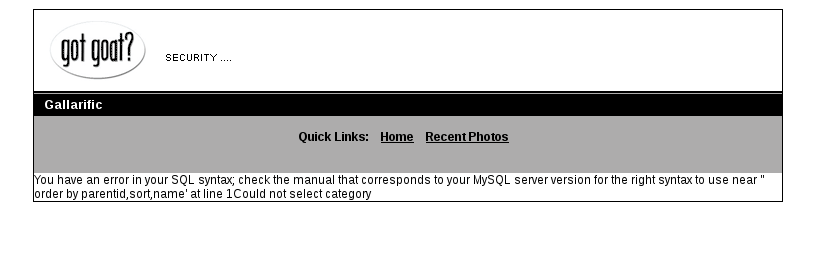 got goat?
SECURITY ....
Gallarific
Quick Links: Home Recent Photos
You have an error in your SQL syntax; check the manual that corresponds to your MySQL server version for the right syntax to use near ''
order by parentid,sort,name' at line 1Could not select category